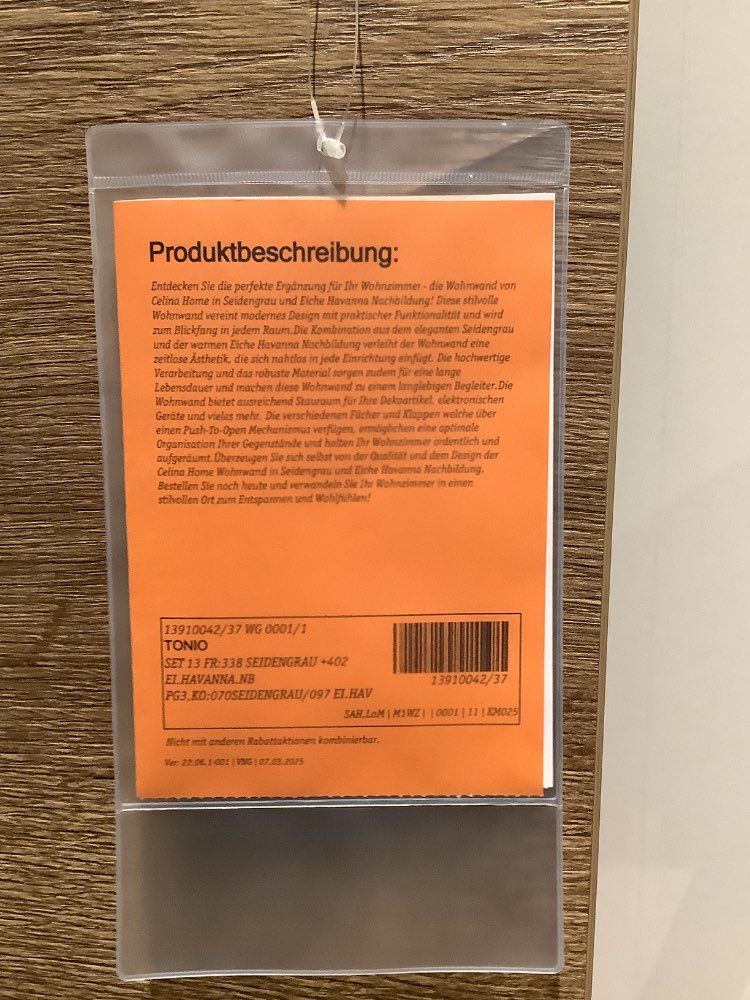 Produktbeschreibung:
Entdecken Sie die perfekte Ergänzung für Ihr Wohnzimmer - die Wohnwand von
Celina Home in Seidengrau und Eiche Havanna Nachbildung! Diese stilvolle
Wohnwand vereint modernes Design mit praktischer Funktionalität und wird
zum Blickfang in jedem Raum.Die Kombination aus dem eleganten Seidengrau
und der warmen Eiche Havanna Nachbildung verleiht der Wohnwand eine
zeitlose Ästhetik, die sich nahtlos in jede Einrichtung einfügt. Die hochwertige
Verarbeitung und das robuste Material sorgen zudem für eine lange
Lebensdauer und machen diese Wohnwand zu einem langlebigen Begleiter.Die
Wohnwand bietet ausreichend Stauraum für Ihre Dekoartikel, elektronischen
Geräte und vieles mehr. Die verschiedenen Fächer und Klappen welche über
einen Push-To-Open Mechanismus verfügen, ermöglichen eine optimale
Organisation Ihrer Gegenstände und halten Ihr Wohnzimmer ordentlich und
aufgeräumt.Überzeugen Sie sich selbst von der Qualität und dem Design der
Celina Home Wohnwand in Seidengrau und Eiche Havanna Nachbildung.
Bestellen Sie noch heute und verwandeln Sie Ihr Wohnzimmer in einen
stilvollen Ort zum Entspannen und Wohlfühlen!
13910042/37 WG 0001/1
TONIO
SET 13 FR:338 SEIDENGRAU +402
EI.HAVANNA.NB
13910042/37
PG3,KO:070SEIDENGRAU/097 EI.HAV
SAH,LoM | M1WZ | | 0001 | 11 | KM025
Nicht mit anderen Rabattaktionen kombinierbar.
Ver: 22.06.1-001 | VNG | 07.03.2025